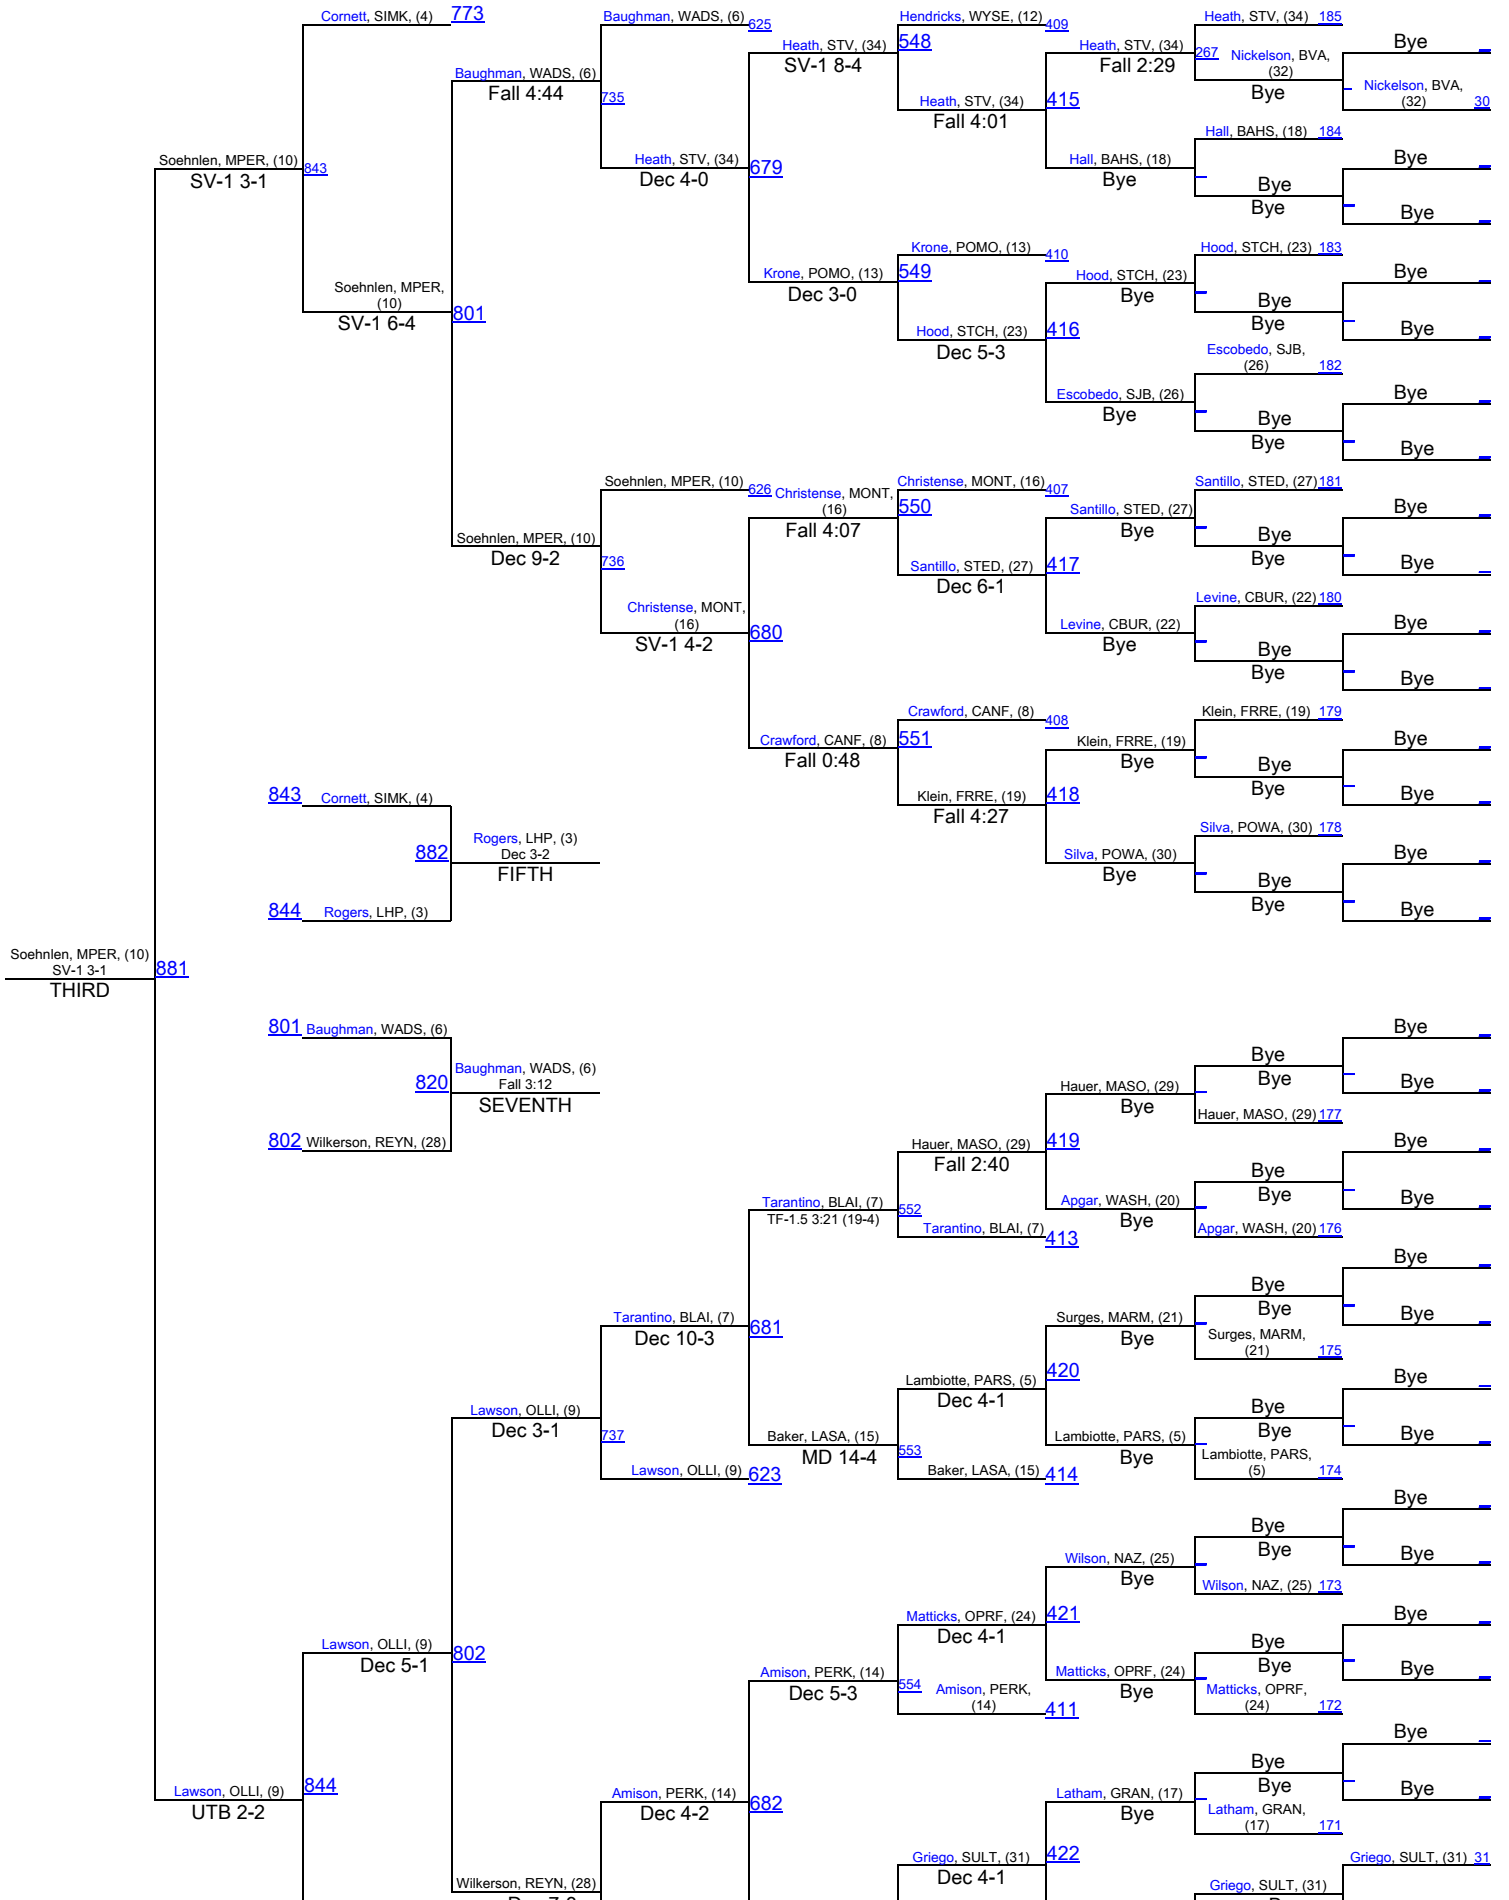 Cornett, SIMK, (4) 773
Baughman, WADS, (6) 625
Hendricks, WYSE, (12) 409
Heath, STV, (34) 185
Bye
Heath, STV, (34) 548
SV-1 8-4
Heath, STV, (34) 267
Fall 2:29
Nickelson, BVA,
(32)
Bye
Nickelson, BVA,
(32) 30
Baughman, WADS, (6)
Fall 4:44
735
Heath, STV, (34) 415
Fall 4:01
Hall, BAHS, (18) 184
Bye
Soehnlen, MPER, (10) 843
SV-1 3-1
Heath, STV, (34) 679
Dec 4-0
Hall, BAHS, (18)
Bye
Bye
Bye
Bye
Krone, POMO, (13) 410
Hood, STCH, (23) 183
Bye
Krone, POMO, (13) 549
Dec 3-0
Hood, STCH, (23)
Bye
Bye
Bye
Bye
Soehnlen, MPER,
(10) 801
SV-1 6-4
Hood, STCH, (23) 416
Dec 5-3
Escobedo, SJB,
(26) 182
Bye
Escobedo, SJB, (26)
Bye
Bye
Bye
Bye
Soehnlen, MPER, (10) 626
Christense, MONT, (16) 407
Santillo, STED, (27) 181
Bye
Christense, MONT,
(16) 550
Fall 4:07
Santillo, STED, (27)
Bye
Bye
Bye
Bye
Soehnlen, MPER, (10) 736
Dec 9-2
Santillo, STED, (27) 417
Dec 6-1
Levine, CBUR, (22) 180
Bye
Christense, MONT,
(16) 680
SV-1 4-2
Levine, CBUR, (22)
Bye
Bye
Bye
Bye
Crawford, CANF, (8) 408
Klein, FRRE, (19) 179
Bye
Crawford, CANF, (8) 551
Fall 0:48
Klein, FRRE, (19)
Bye
Bye
Bye
Bye
843 Cornett, SIMK, (4)
Klein, FRRE, (19) 418
Fall 4:27
Silva, POWA, (30) 178
Bye
882
Rogers, LHP, (3)
Dec 3-2
FIFTH
Silva, POWA, (30)
Bye
Bye
Bye
Bye
844 Rogers, LHP, (3)
Soehnlen, MPER, (10)
SV-1 3-1
881
THIRD
801 Baughman, WADS, (6)
Bye
820
Baughman, WADS, (6)
Fall 3:12
SEVENTH
Hauer, MASO, (29)
Bye
Bye
Bye
Bye
Hauer, MASO, (29) 177
802 Wilkerson, REYN, (28)
Hauer, MASO, (29) 419
Fall 2:40
Bye
Tarantino, BLAI, (7) 552
TF-1.5 3:21 (19-4)
Apgar, WASH, (20)
Bye
Bye
Bye
Bye
Tarantino, BLAI, (7) 413
Apgar, WASH, (20) 176
Bye
Tarantino, BLAI, (7) 681
Dec 10-3
Surges, MARM, (21)
Bye
Bye
Bye
Bye
Surges, MARM,
(21) 175
Lambiotte, PARS, (5) 420
Dec 4-1
Bye
Lawson, OLLI, (9) 737
Dec 3-1
Baker, LASA, (15) 553
MD 14-4
Lambiotte, PARS, (5)
Bye
Bye
Bye
Bye
Lawson, OLLI, (9) 623
Baker, LASA, (15) 414
Lambiotte, PARS,
(5) 174
Bye
Wilson, NAZ, (25)
Bye
Bye
Bye
Bye
Wilson, NAZ, (25) 173
Lawson, OLLI, (9) 802
Dec 5-1
Matticks, OPRF, (24) 421
Dec 4-1
Bye
Amison, PERK, (14) 554
Dec 5-3
Matticks, OPRF, (24)
Bye
Bye
Bye
Bye
Amison, PERK,
(14) 411
Matticks, OPRF,
(24) 172
Bye
Lawson, OLLI, (9) 844
UTB 2-2
Amison, PERK, (14) 682
Dec 4-2
Latham, GRAN, (17)
Bye
Bye
Bye
Bye
Latham, GRAN,
(17) 171
Griego, SULT, (31) 422
Dec 4-1
Griego, SULT, (31) 31
Wilkerson, REYN, (28)
Griego, SULT, (31)